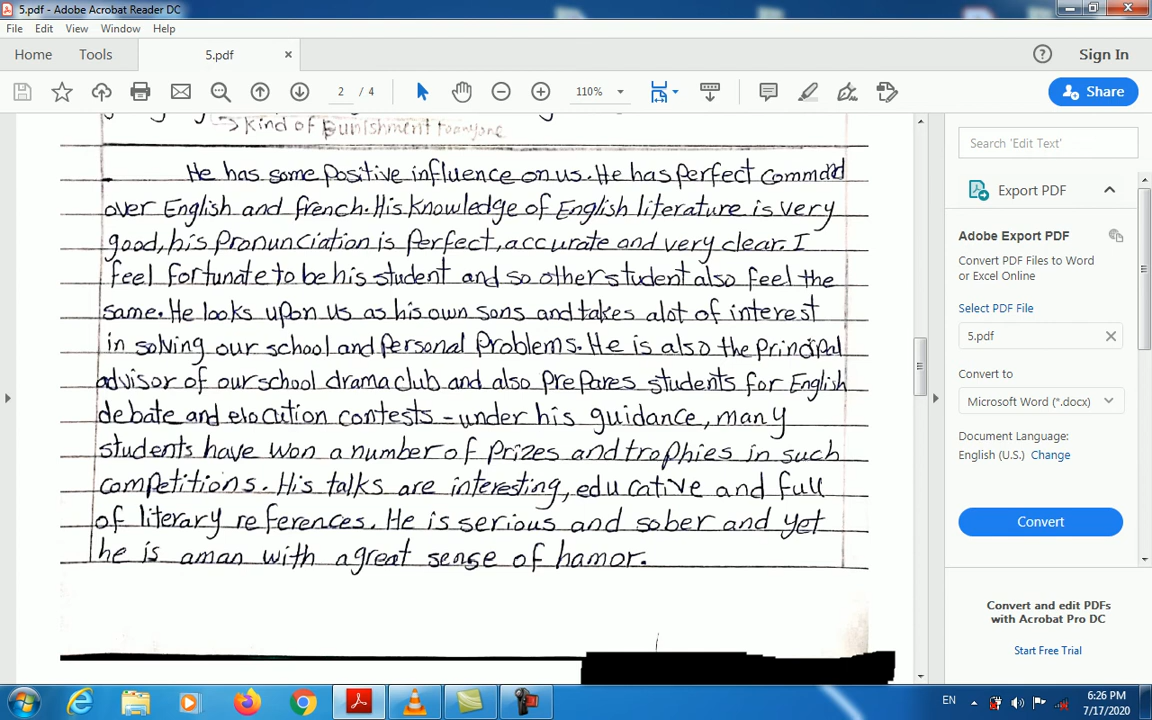 5.pdf - Adobe Acrobat Reader DC
File Edit View Window Help
Home Tools 5.pdf × Sign In
2 / 4 110% Share
kind of punishment to anyone
He has some positive influence on us. He has perfect command
over English and french. His knowledge of English literature is very
good, his pronunciation is perfect, accurate and very clear. I
feel fortunate to be his student and so other student also feel the
same. He looks upon us as his own sons and takes alot of interest
in solving our school and personal problems. He is also the principal
advisor of our school drama club and also prepares students for English
debate and elocution contests - under his guidance, many
students have won a number of prizes and trophies in such
competitions. His talks are interesting, educative and full
of literary references. He is serious and sober and yet
he is aman with a great sense of hamor.
Search 'Edit Text'
Export PDF
Adobe Export PDF
Convert PDF Files to Word
or Excel Online
Select PDF File
5.pdf
Convert to
Microsoft Word (*.docx)
Document Language:
English (U.S.) Change
Convert
Convert and edit PDFs
with Acrobat Pro DC
Start Free Trial
EN 6:26 PM
7/17/2020